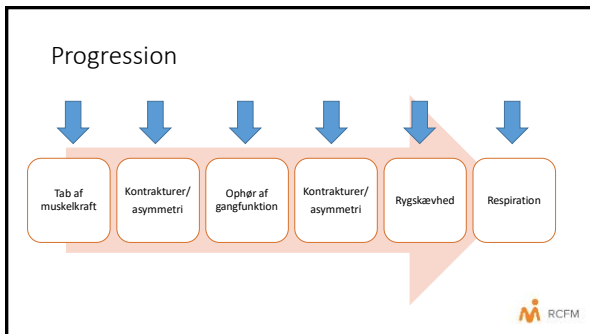 Progression
Tab af
muskelkraft
Kontrakturer/
asymmetri
Ophør af
gangfunktion
Kontrakturer/
asymmetri
Rygskævhed
Respiration
RCFM